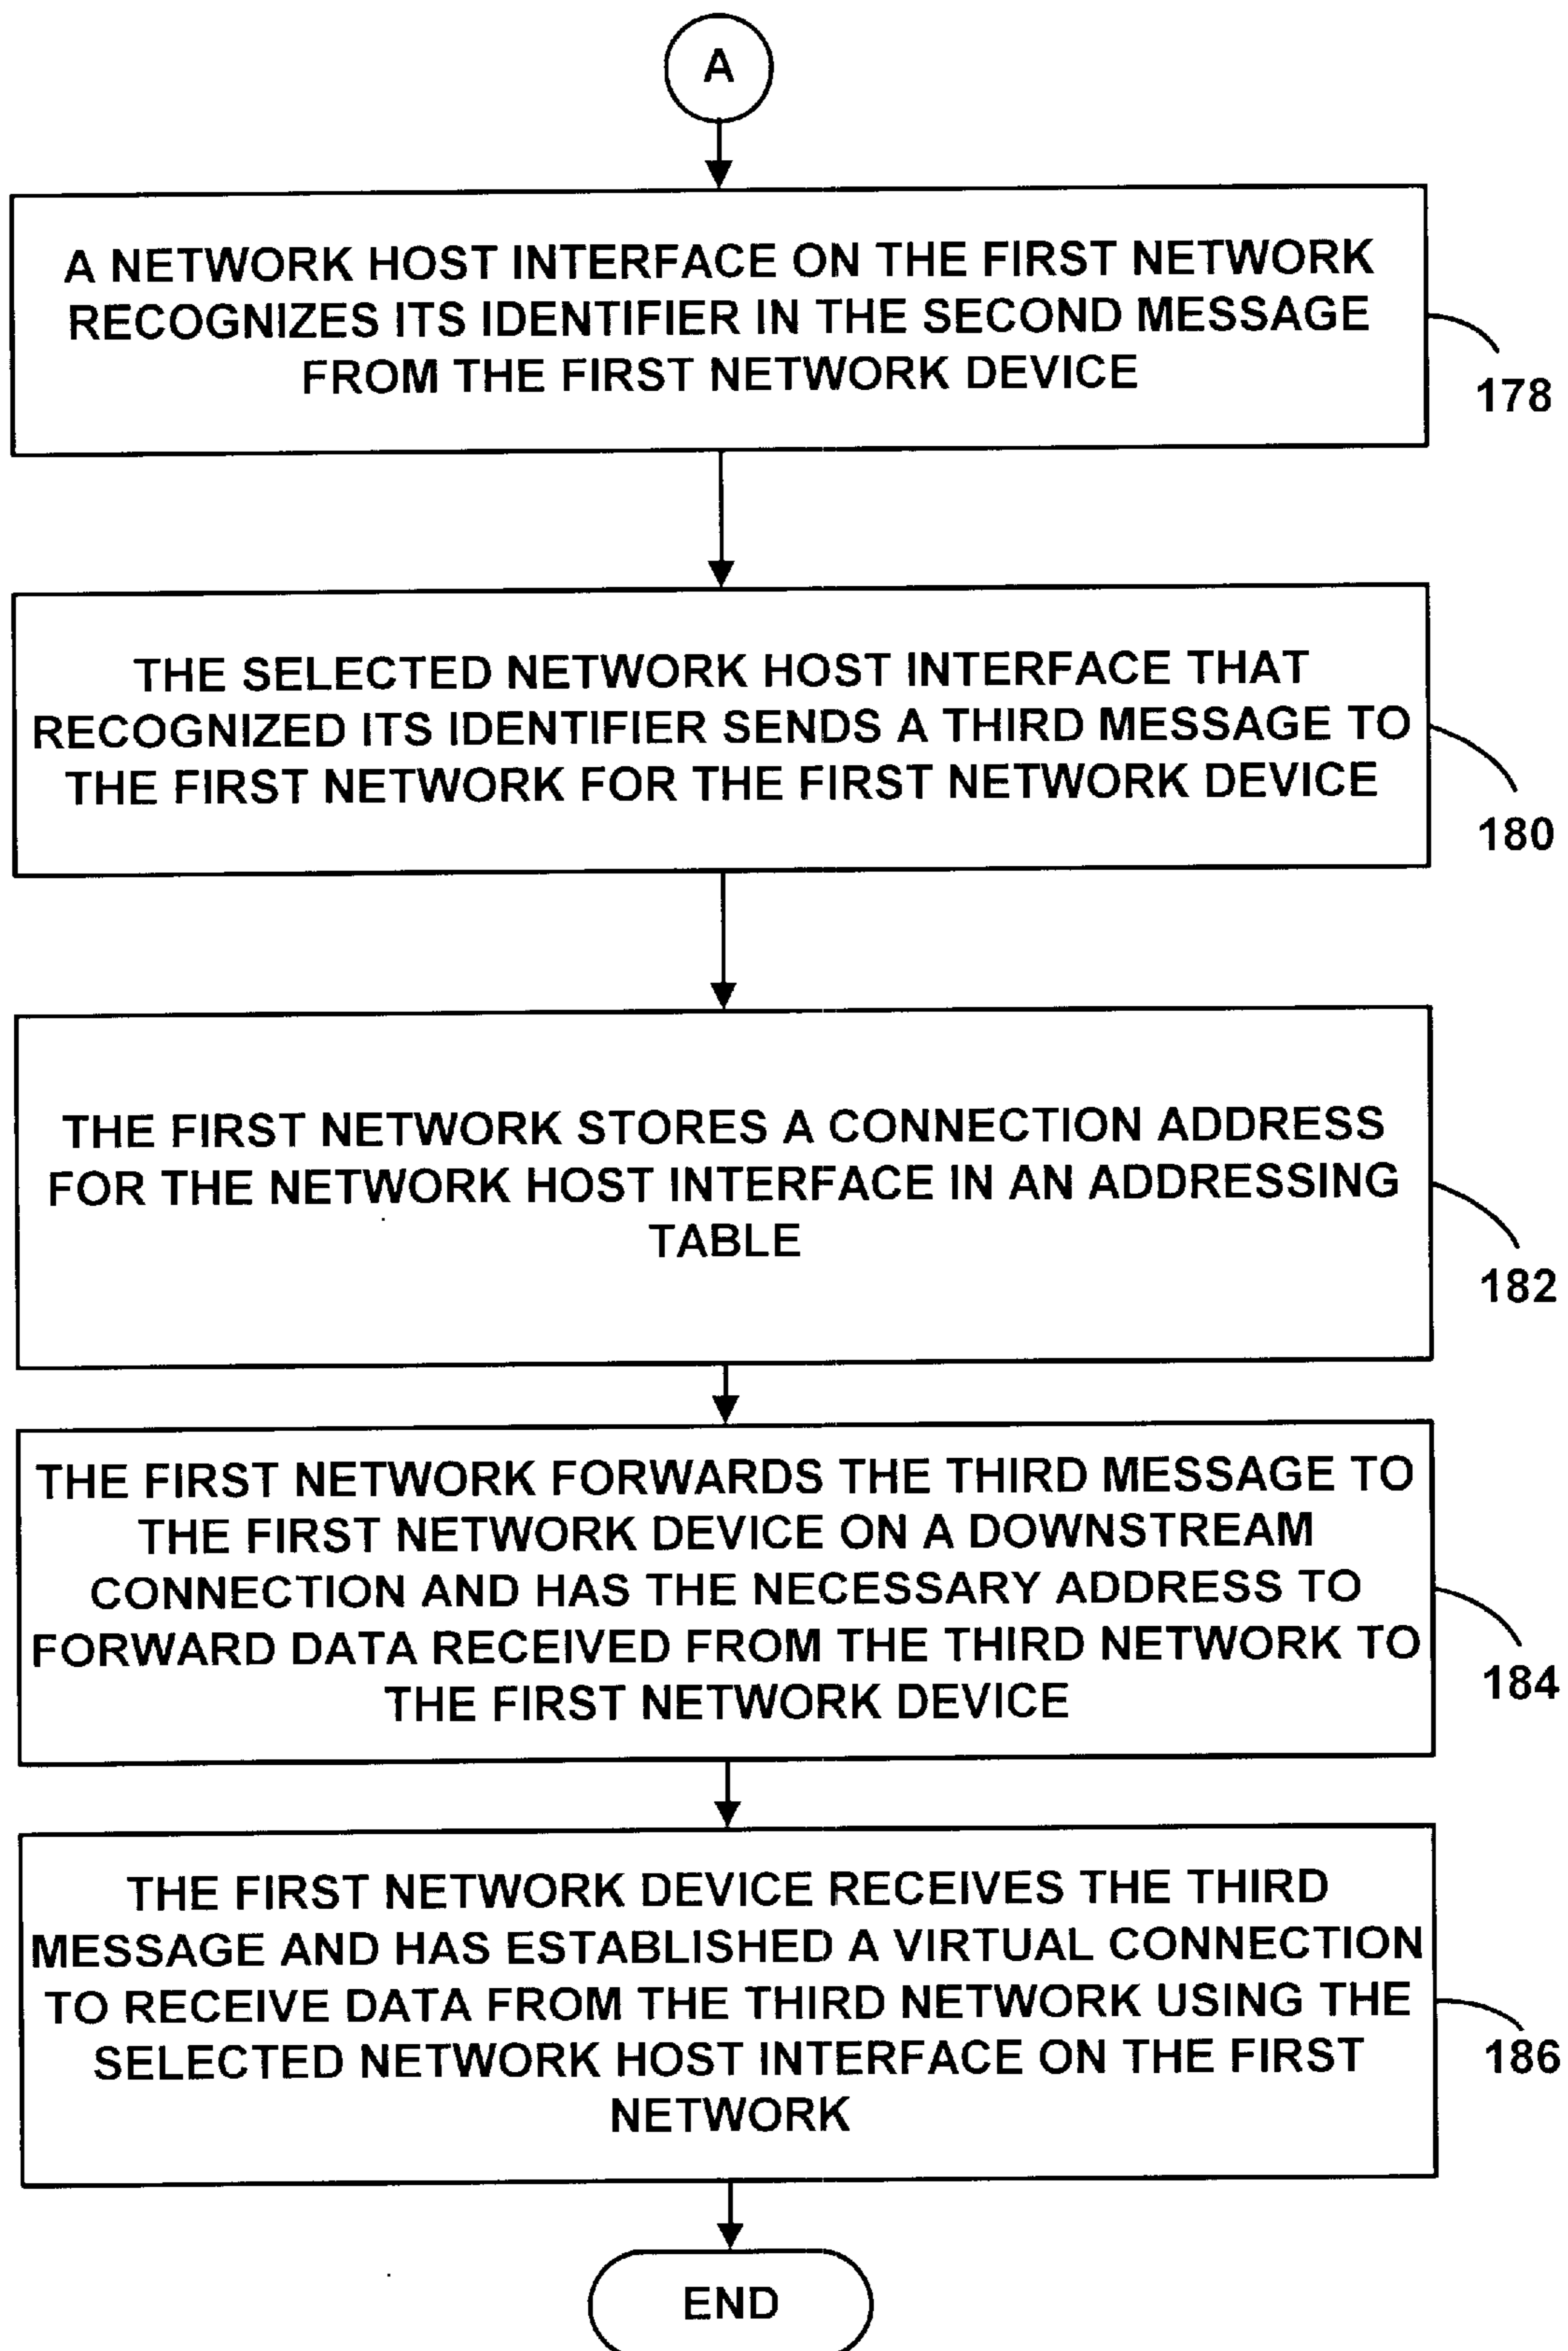 A
A NETWORK HOST INTERFACE ON THE FIRST NETWORK
RECOGNIZES ITS IDENTIFIER IN THE SECOND MESSAGE
FROM THE FIRST NETWORK DEVICE
178
THE SELECTED NETWORK HOST INTERFACE THAT
RECOGNIZED ITS IDENTIFIER SENDS A THIRD MESSAGE TO
THE FIRST NETWORK FOR THE FIRST NETWORK DEVICE
180
THE FIRST NETWORK STORES A CONNECTION ADDRESS
FOR THE NETWORK HOST INTERFACE IN AN ADDRESSING
TABLE
182
THE FIRST NETWORK FORWARDS THE THIRD MESSAGE TO
THE FIRST NETWORK DEVICE ON A DOWNSTREAM
CONNECTION AND HAS THE NECESSARY ADDRESS TO
FORWARD DATA RECEIVED FROM THE THIRD NETWORK TO
THE FIRST NETWORK DEVICE
184
THE FIRST NETWORK DEVICE RECEIVES THE THIRD
MESSAGE AND HAS ESTABLISHED A VIRTUAL CONNECTION
TO RECEIVE DATA FROM THE THIRD NETWORK USING THE
SELECTED NETWORK HOST INTERFACE ON THE FIRST
NETWORK
186
END